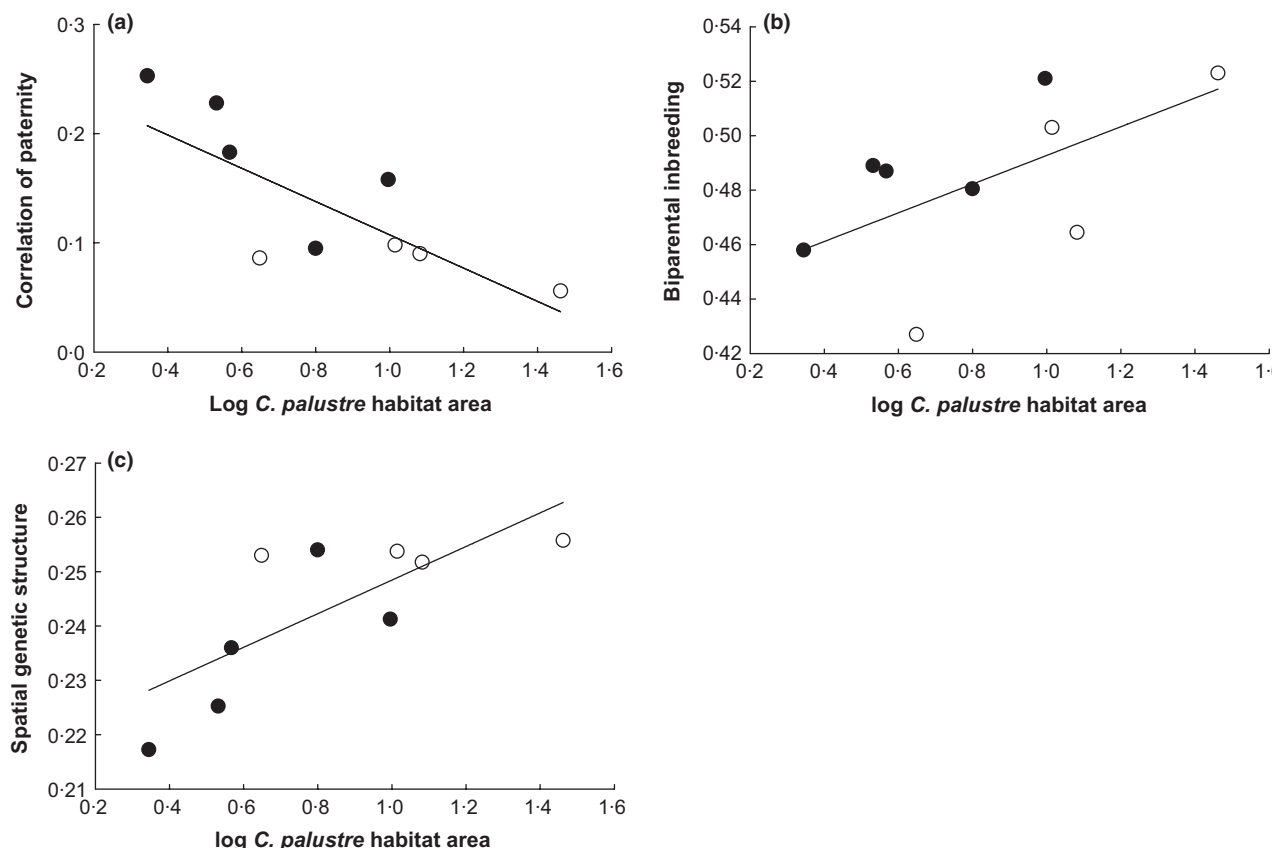 (a)
Correlation of paternity
0·3
0·2
0·1
0·0
0·2 0·4 0·6 0·8 1·0 1·2 1·4 1·6
Log C. palustre habitat area
(b)
Biparental inbreeding
0·54
0·52
0·50
0·48
0·46
0·44
0·42
0·2 0·4 0·6 0·8 1·0 1·2 1·4
log C. palustre habitat area
(c)
Spatial genetic structure
0·27
0·26
0·25
0·24
0·23
0·22
0·21
0·2 0·4 0·6 0·8 1·0 1·2 1·4 1·6
log C. palustre habitat area